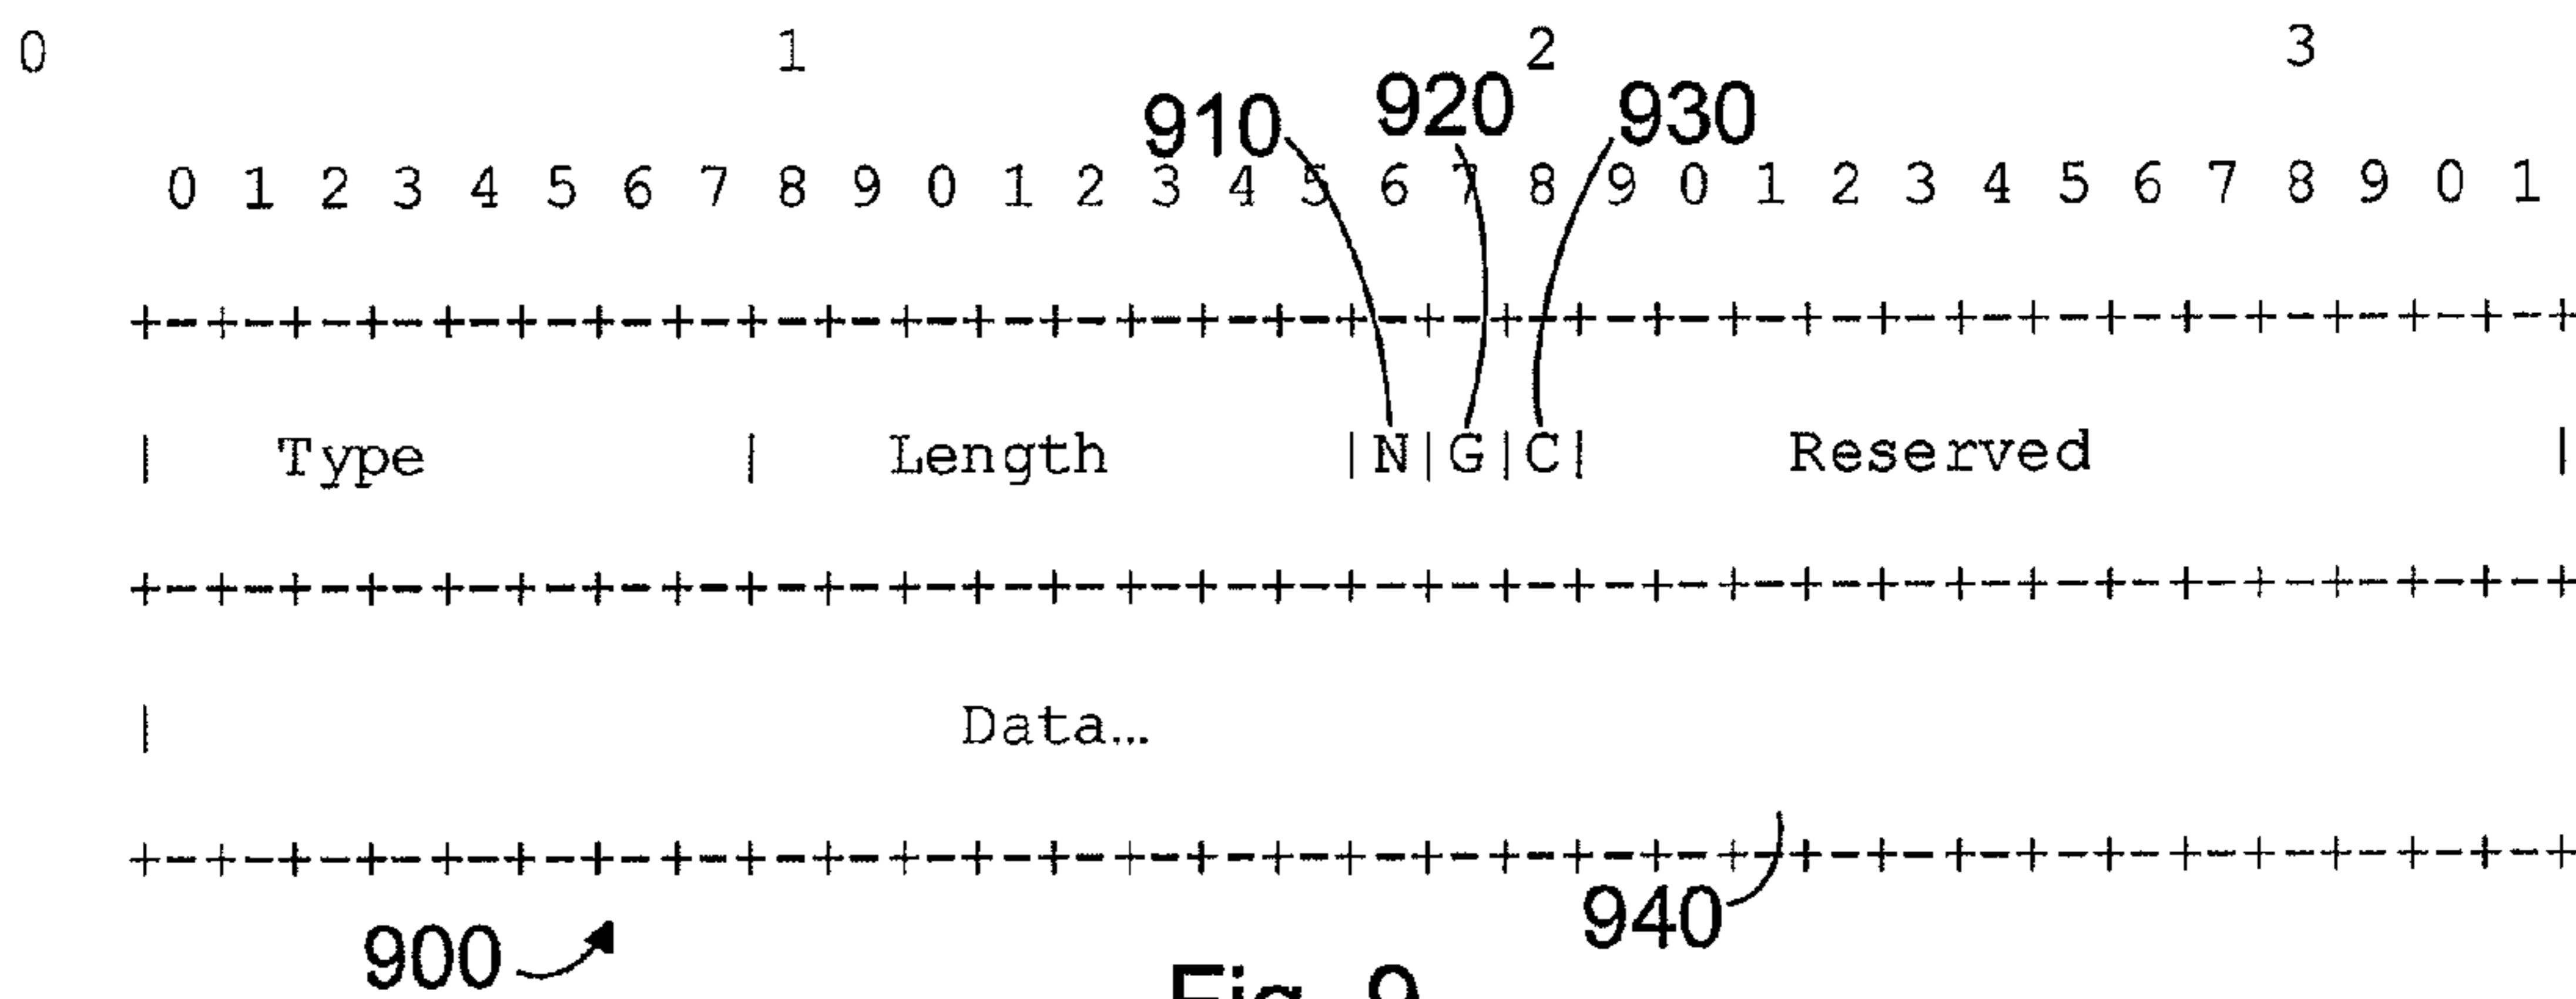 0 1 2 3
910 920 930
0 1 2 3 4 5 6 7 8 9 0 1 2 3 4 5 6 7 8 9 0 1 2 3 4 5 6 7 8 9 0 1
+-+-+-+-+-+-+-+-+-+-+-+-+-+-+-+-+-+-+-+-+-+-+-+-+-+-+-+-+-+-+-+-+
| Type | Length |N|G|C| Reserved |
+-+-+-+-+-+-+-+-+-+-+-+-+-+-+-+-+-+-+-+-+-+-+-+-+-+-+-+-+-+-+-+-+
| Data...
+-+-+-+-+-+-+-+-+-+-+-+-+-+-+-+-+-+-+-+-+-+-+-+-+-+-+-+-+-+-+-+-+
940
900
Fig. 9